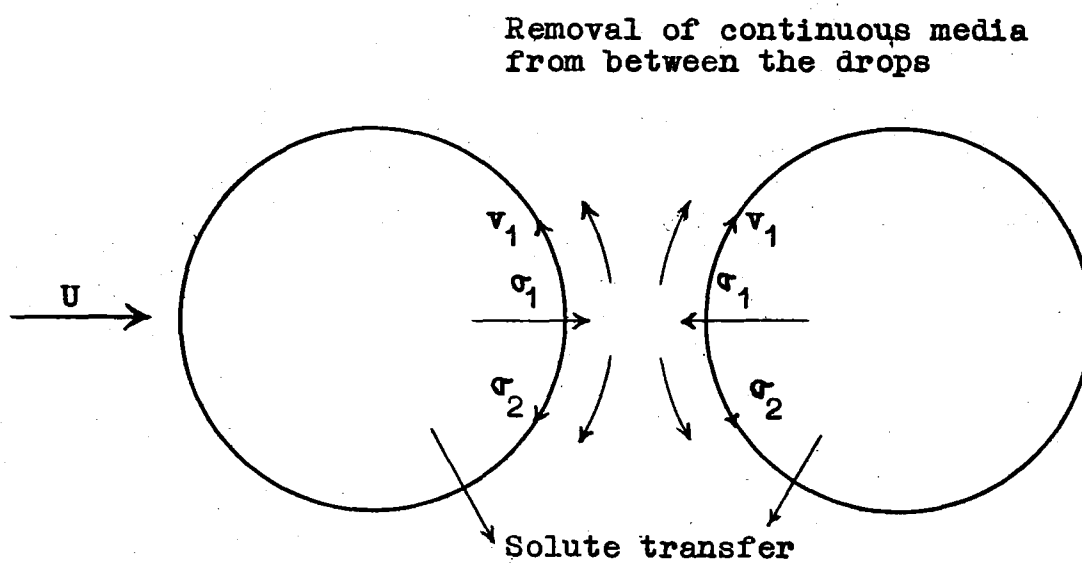 Removal of continuous media
from between the drops
v₁ v₁
σ₁ σ₁
U
σ₂ σ₂
Solute transfer